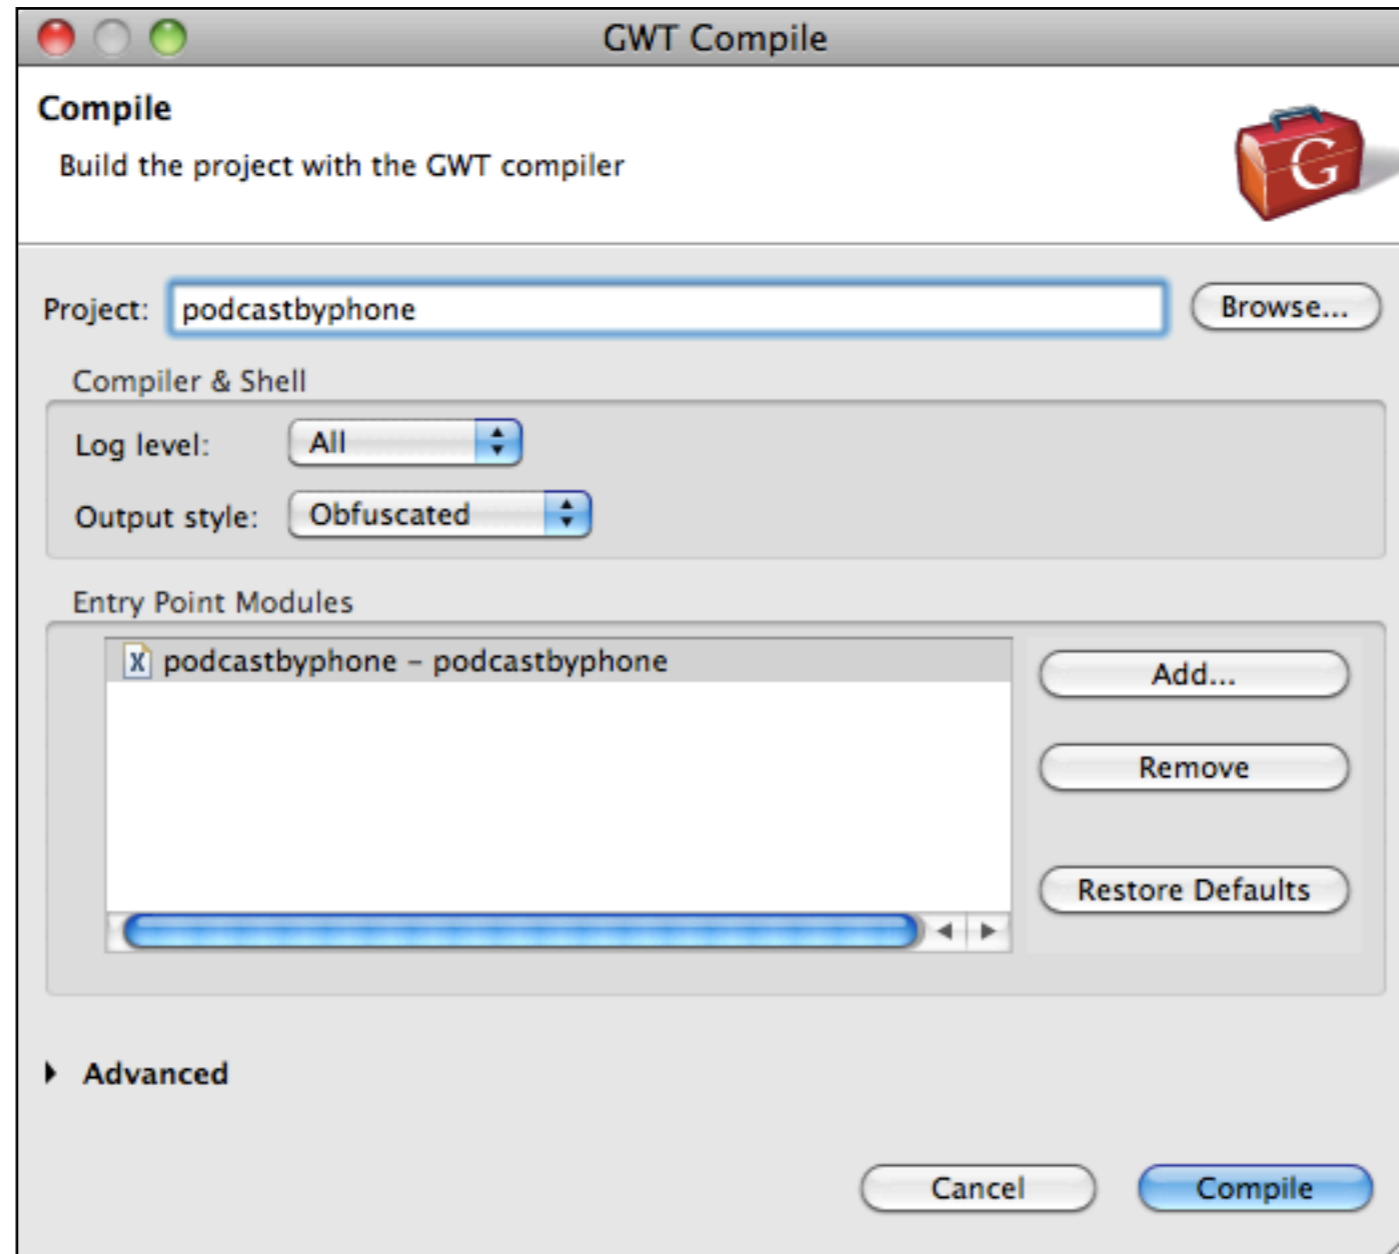 GWT Compile
Compile
Build the project with the GWT compiler
G
Project: podcastbyphone Browse...
Compiler & Shell
Log level: All
Output style: Obfuscated
Entry Point Modules
X podcastbyphone – podcastbyphone
Add...
Remove
Restore Defaults
Advanced
Cancel Compile